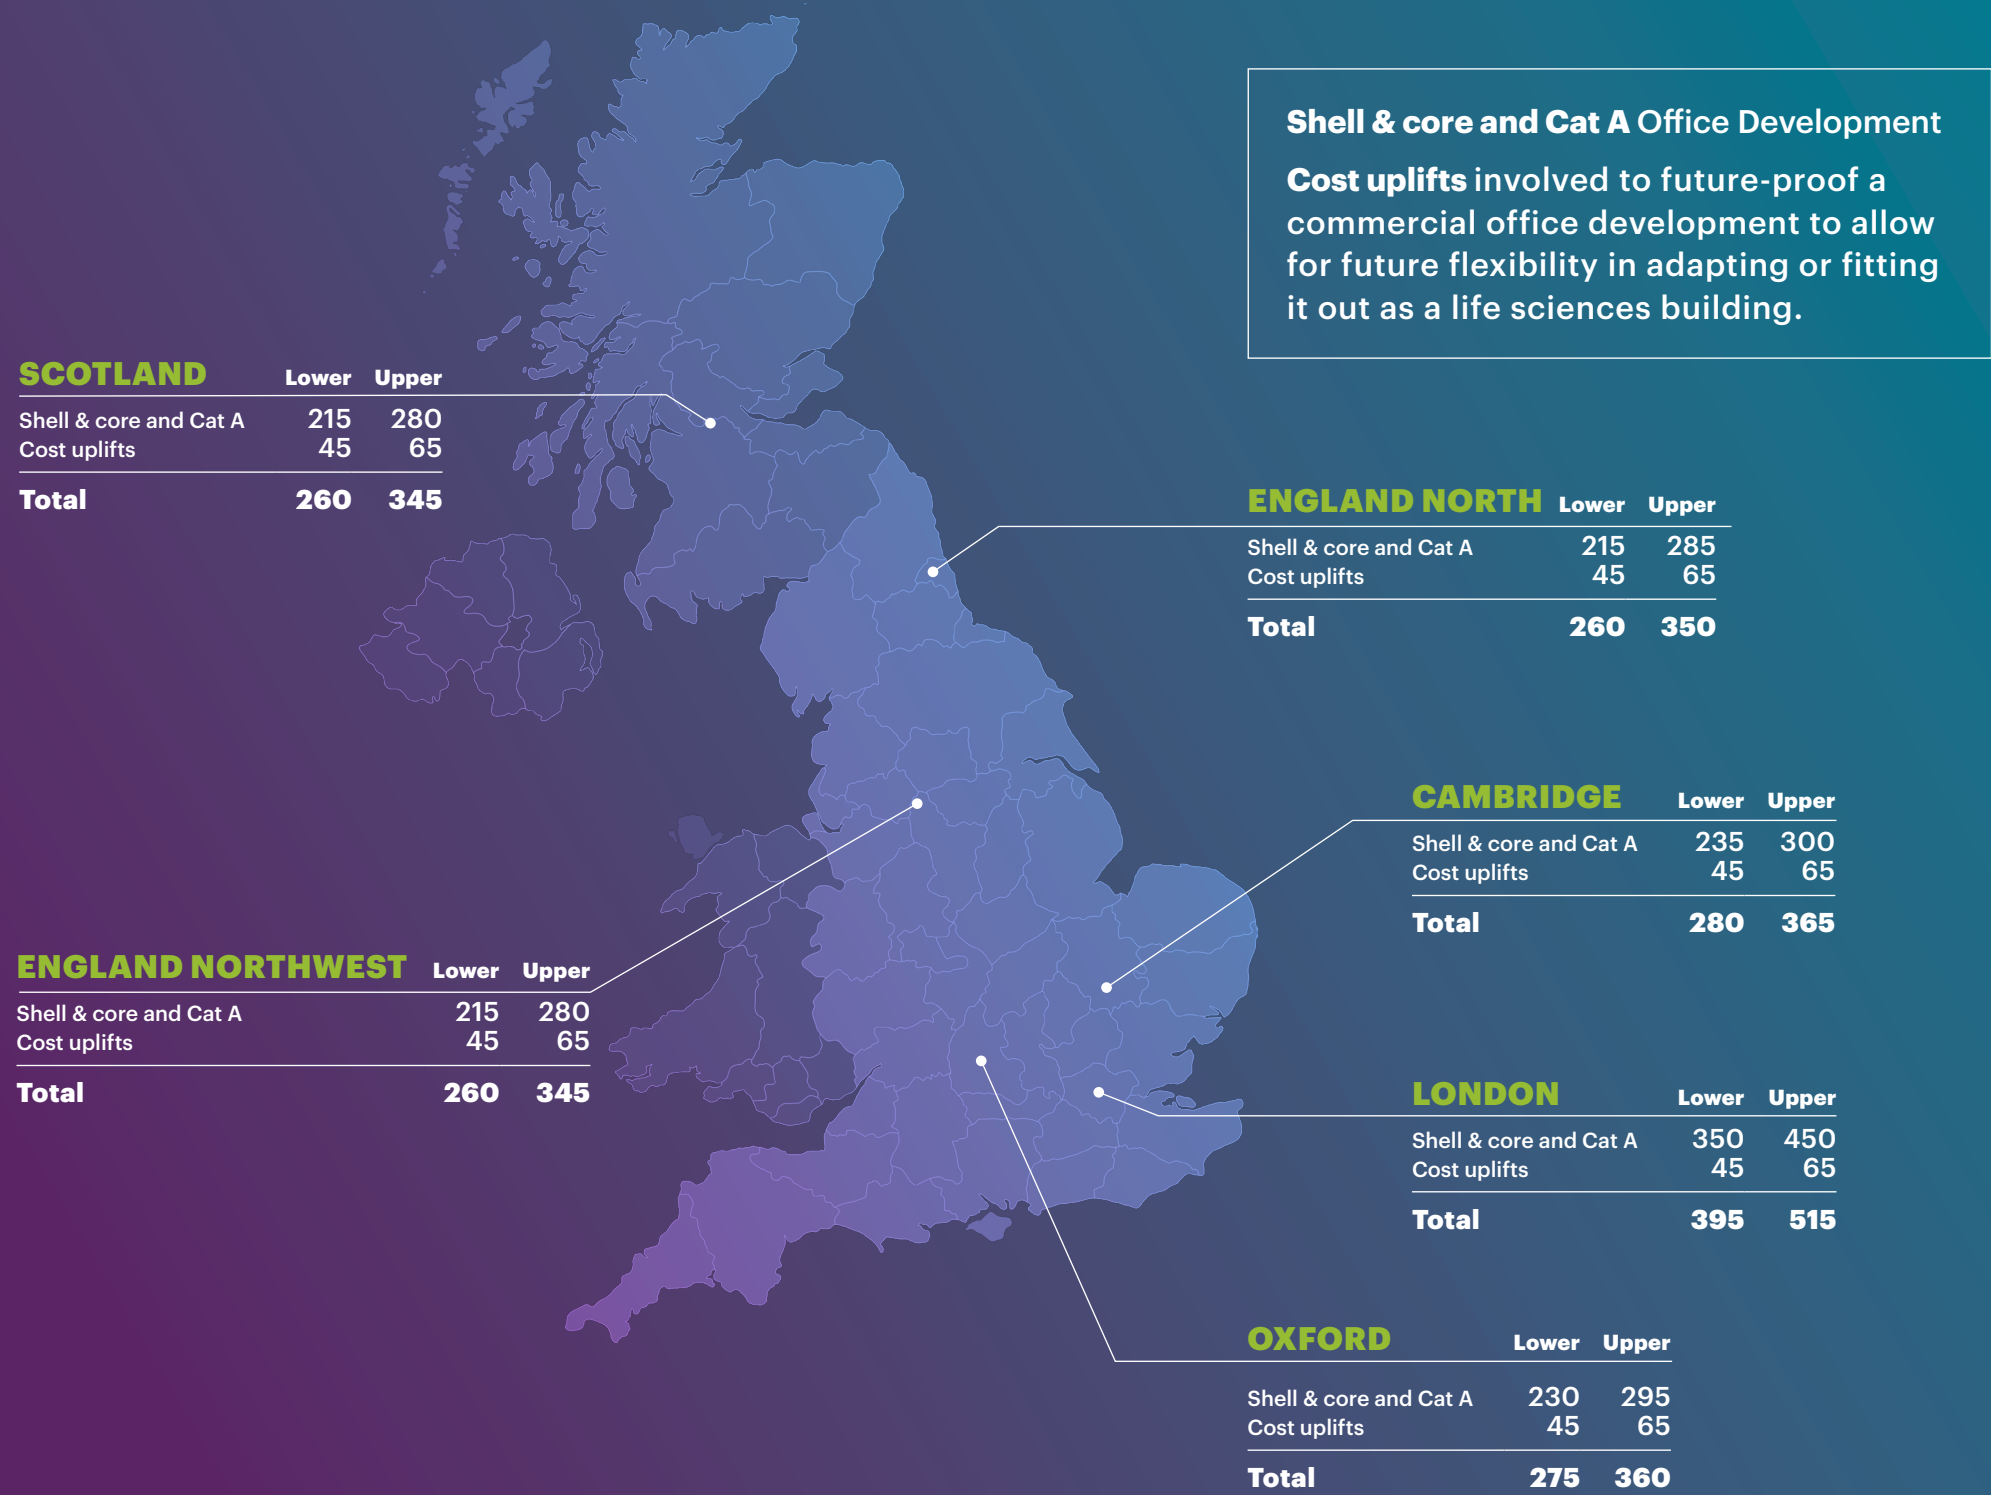 Shell & core and Cat A Office Development
Cost uplifts involved to future-proof a
commercial office development to allow
for future flexibility in adapting or fitting
it out as a life sciences building.
SCOTLAND Lower Upper
Shell & core and Cat A 215 280
Cost uplifts 45 65
Total 260 345
ENGLAND NORTH Lower Upper
Shell & core and Cat A 215 285
Cost uplifts 45 65
Total 260 350
CAMBRIDGE Lower Upper
Shell & core and Cat A 235 300
Cost uplifts 45 65
Total 280 365
ENGLAND NORTHWEST Lower Upper
Shell & core and Cat A 215 280
Cost uplifts 45 65
Total 260 345
LONDON Lower Upper
Shell & core and Cat A 350 450
Cost uplifts 45 65
Total 395 515
OXFORD Lower Upper
Shell & core and Cat A 230 295
Cost uplifts 45 65
Total 275 360